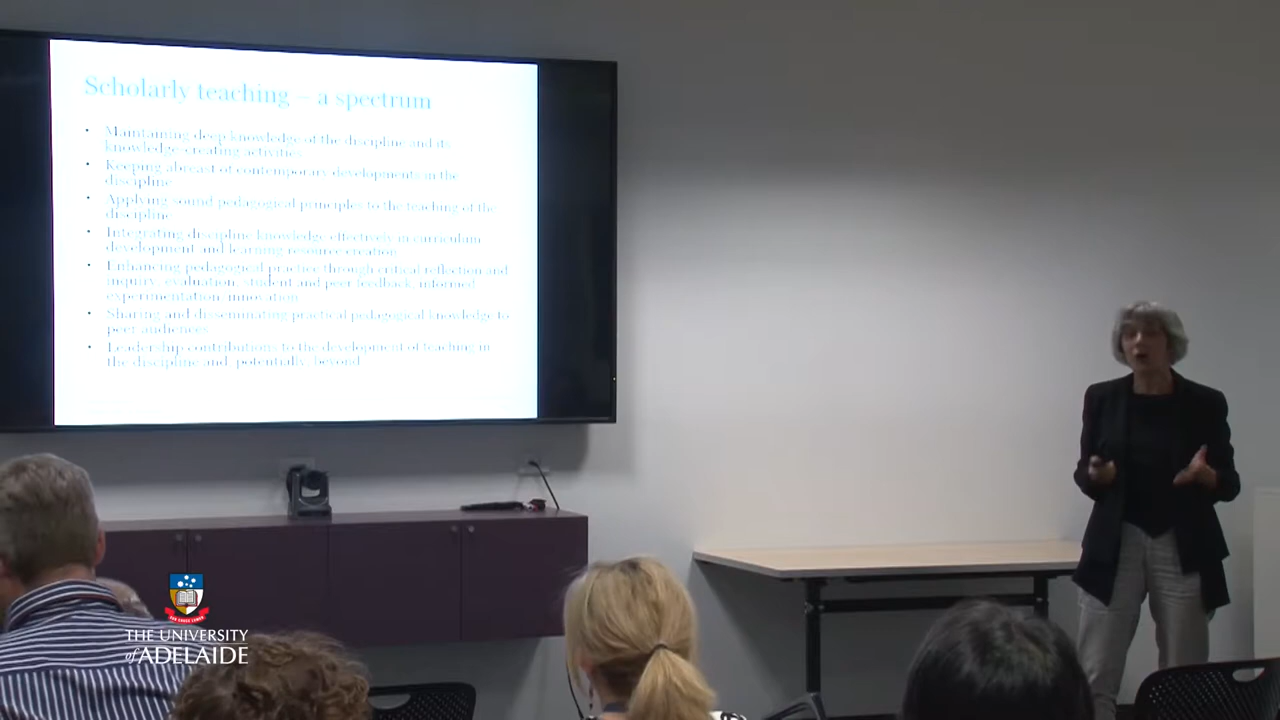 Scholarly teaching – a spectrum
• Maintaining deep knowledge of the discipline and its
knowledge-creating activities
• Keeping abreast of contemporary developments in the
discipline
• Applying sound pedagogical principles to the teaching of the
discipline
• Integrating discipline knowledge effectively in curriculum
development and learning resource creation
• Enhancing pedagogical practice through critical reflection and
inquiry, evaluation, student and peer feedback, informed
experimentation, innovation
• Sharing and disseminating practical pedagogical knowledge to
peer audiences
• Leadership contributions to the development of teaching in
the discipline and, potentially, beyond
THE UNIVERSITY
of ADELAIDE